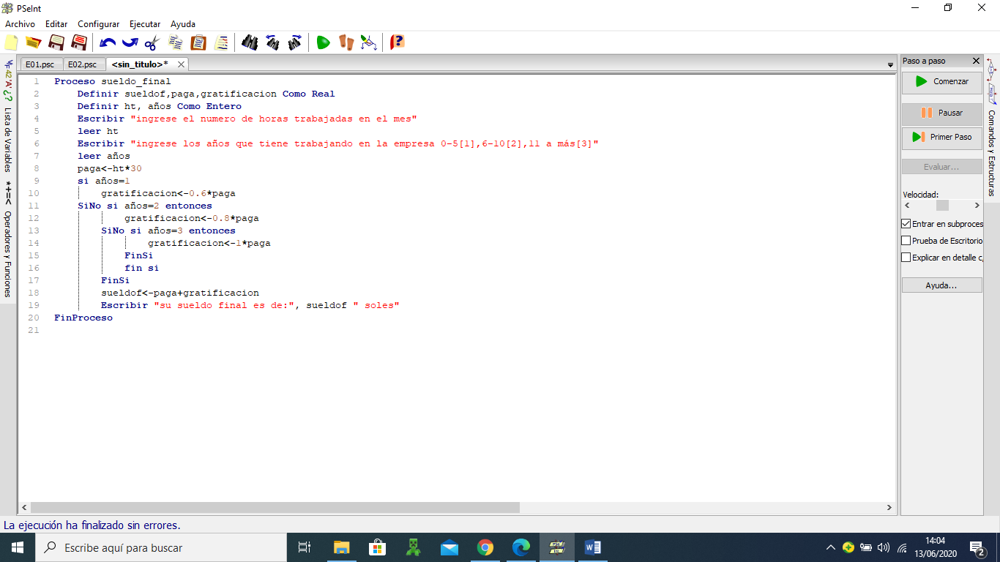 PSeInt
Archivo Editar Configurar Ejecutar Ayuda
E01.psc E02.psc <sin_titulo>*
Lista de Variables
Operadores y Funciones
1 Proceso sueldo_final
2 Definir sueldof,paga,gratificacion Como Real
3 Definir ht, años Como Entero
4 Escribir "ingrese el numero de horas trabajadas en el mes"
5 leer ht
6 Escribir "ingrese los años que tiene trabajando en la empresa 0-5[1],6-10[2],11 a más[3]"
7 leer años
8 paga<-ht*30
9 si años=1
10 gratificacion<-0.6*paga
11 SiNo si años=2 entonces
12 gratificacion<-0.8*paga
13 SiNo si años=3 entonces
14 gratificacion<-1*paga
15 FinSi
16 fin si
17 FinSi
18 sueldof<-paga+gratificacion
19 Escribir "su sueldo final es de:", sueldof " soles"
20 FinProceso
21
Paso a paso
Comenzar
Pausar
Primer Paso
Evaluar...
Velocidad:
Entrar en subproces
Prueba de Escritorio
Explicar en detalle c
Ayuda...
Comandos y Estructuras
La ejecución ha finalizado sin errores.
Escribe aquí para buscar
14:04
13/06/2020
2